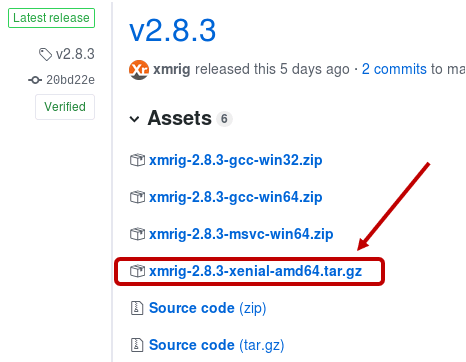 Latest release
v2.8.3
20bd22e
Verified
v2.8.3
Xr xmrig released this 5 days ago · 2 commits to ma
Assets 6
xmrig-2.8.3-gcc-win32.zip
xmrig-2.8.3-gcc-win64.zip
xmrig-2.8.3-msvc-win64.zip
xmrig-2.8.3-xenial-amd64.tar.gz
Source code (zip)
Source code (tar.gz)